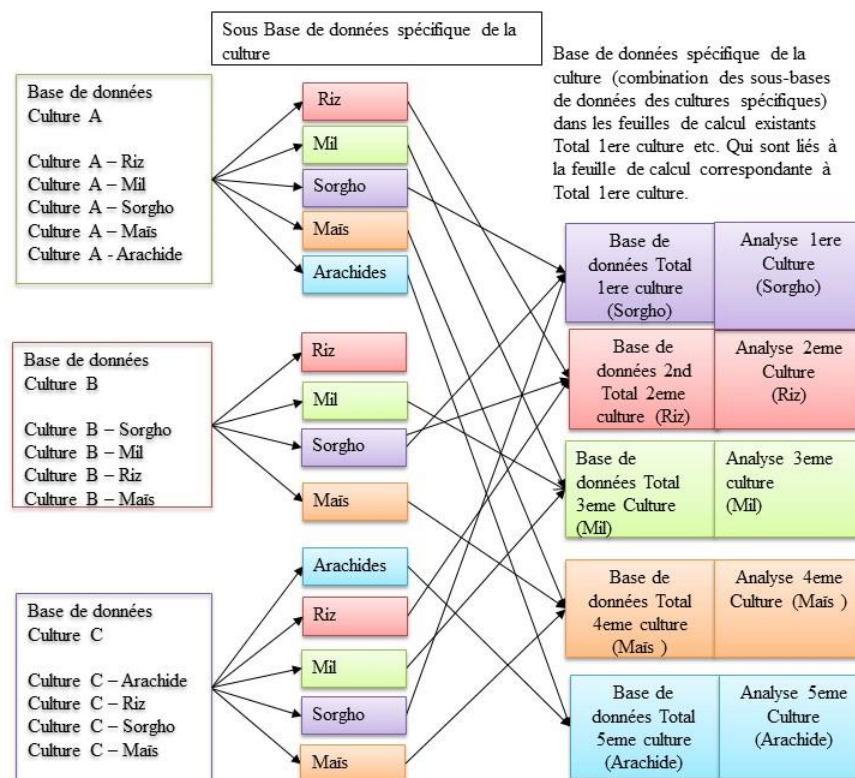 Sous Base de données spécifique de la
culture
Base de données spécifique de la
culture (combination des sous-bases
de données des cultures spécifiques)
dans les feuilles de calcul existants
Total 1ere culture etc. Qui sont liés à
la feuille de calcul correspondante à
Total 1ere culture.
Base de données
Culture A
Culture A – Riz
Culture A – Mil
Culture A – Sorgho
Culture A – Maïs
Culture A - Arachide
Riz
Mil
Sorgho
Maïs
Arachides
Base de données
Culture B
Culture B – Sorgho
Culture B – Mil
Culture B – Riz
Culture B – Maïs
Riz
Mil
Sorgho
Maïs
Base de données
Culture C
Culture C – Arachide
Culture C – Riz
Culture C – Sorgho
Culture C – Maïs
Arachides
Riz
Mil
Sorgho
Maïs
Base de
données Total
1ere culture
(Sorgho)
Analyse 1ere
Culture
(Sorgho)
Base de
données 2nd
Total 2eme
culture (Riz)
Analyse 2eme
Culture
(Riz)
Base de
données Total
3eme Culture
(Mil)
Analyse 3eme
culture
(Mil)
Base de
données Total
4eme culture
(Maïs )
Analyse 4eme
Culture (Maïs )
Base de
données Total
5eme culture
(Arachide)
Analyse 5eme
Culture
(Arachide)